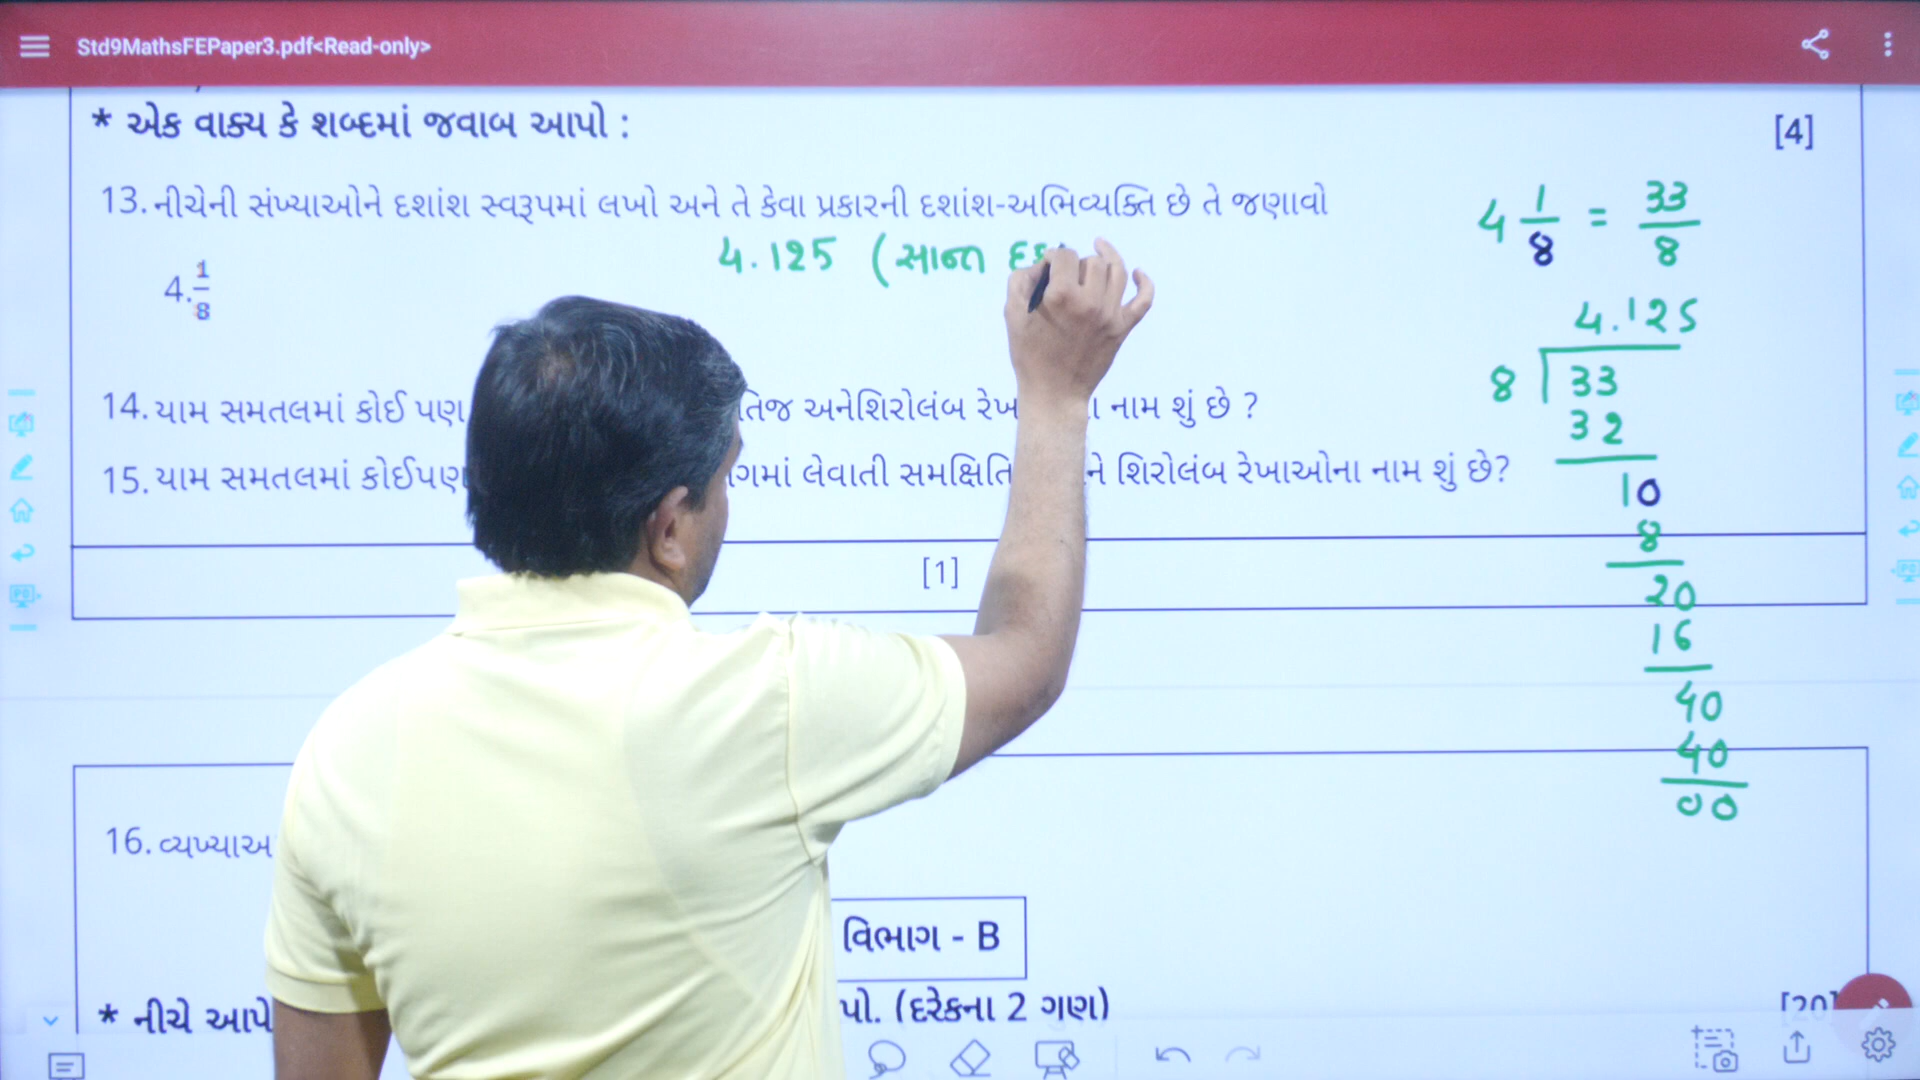 Std9MathsFEPaper3.pdf<Read-only>
* એક વાક્ય કે શબ્દમાં જવાબ આપો : [4]
13. નીચેની સંખ્યાઓને દશાંશ સ્વરૂપમાં લખો અને તે કેવા પ્રકારની દશાંશ-અભિવ્યક્તિ છે તે જણાવો
4.125 (સાન્ત
4. 1/8
4 1/8 = 33/8
4.125
8 33
32
10
8
20
16
40
40
00
14. યામ સમતલમાં કોઈ પણ અનેશિરોલંબ નામ શું છે ?
15. યામ સમતલમાં કોઈપણ લેવાતી શિરોલંબ રેખાઓના નામ શું છે?
[1]
16.
વિભાગ - B
* નીચે (દરેકના 2 ગણ) [20]